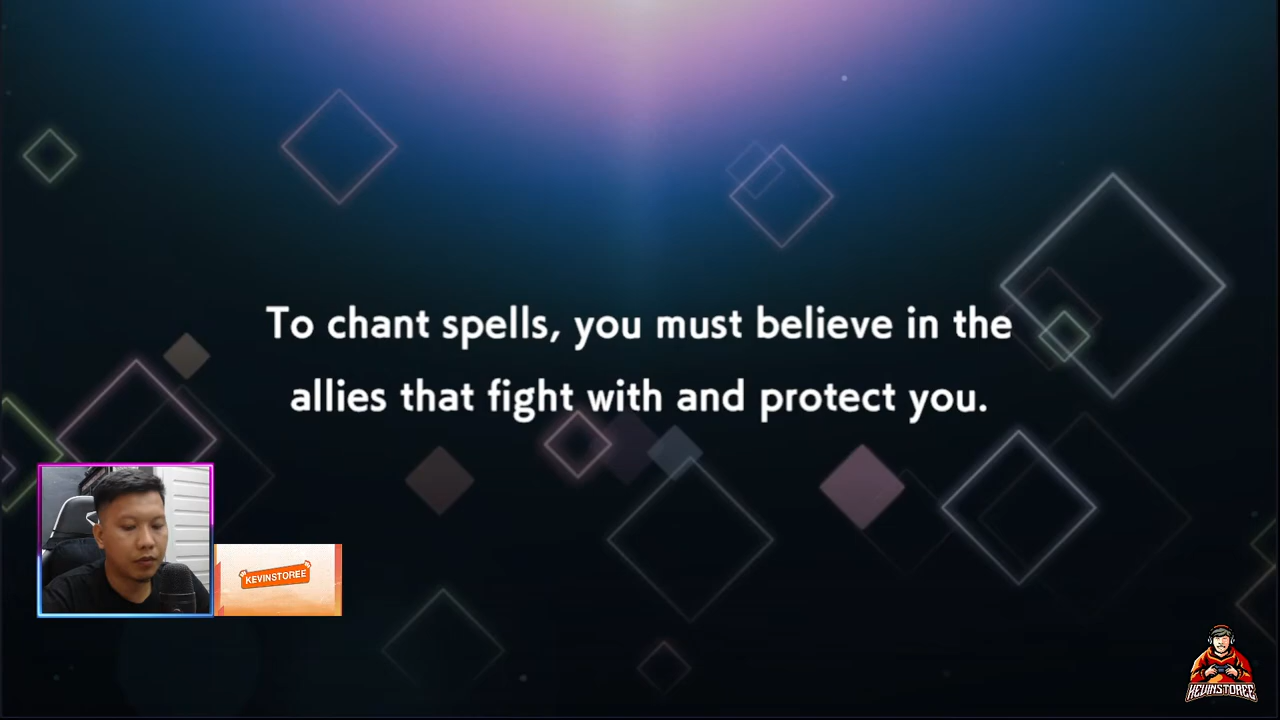 To chant spells, you must believe in the
allies that fight with and protect you.
KEVINSTOREE
KEVINSTOREE